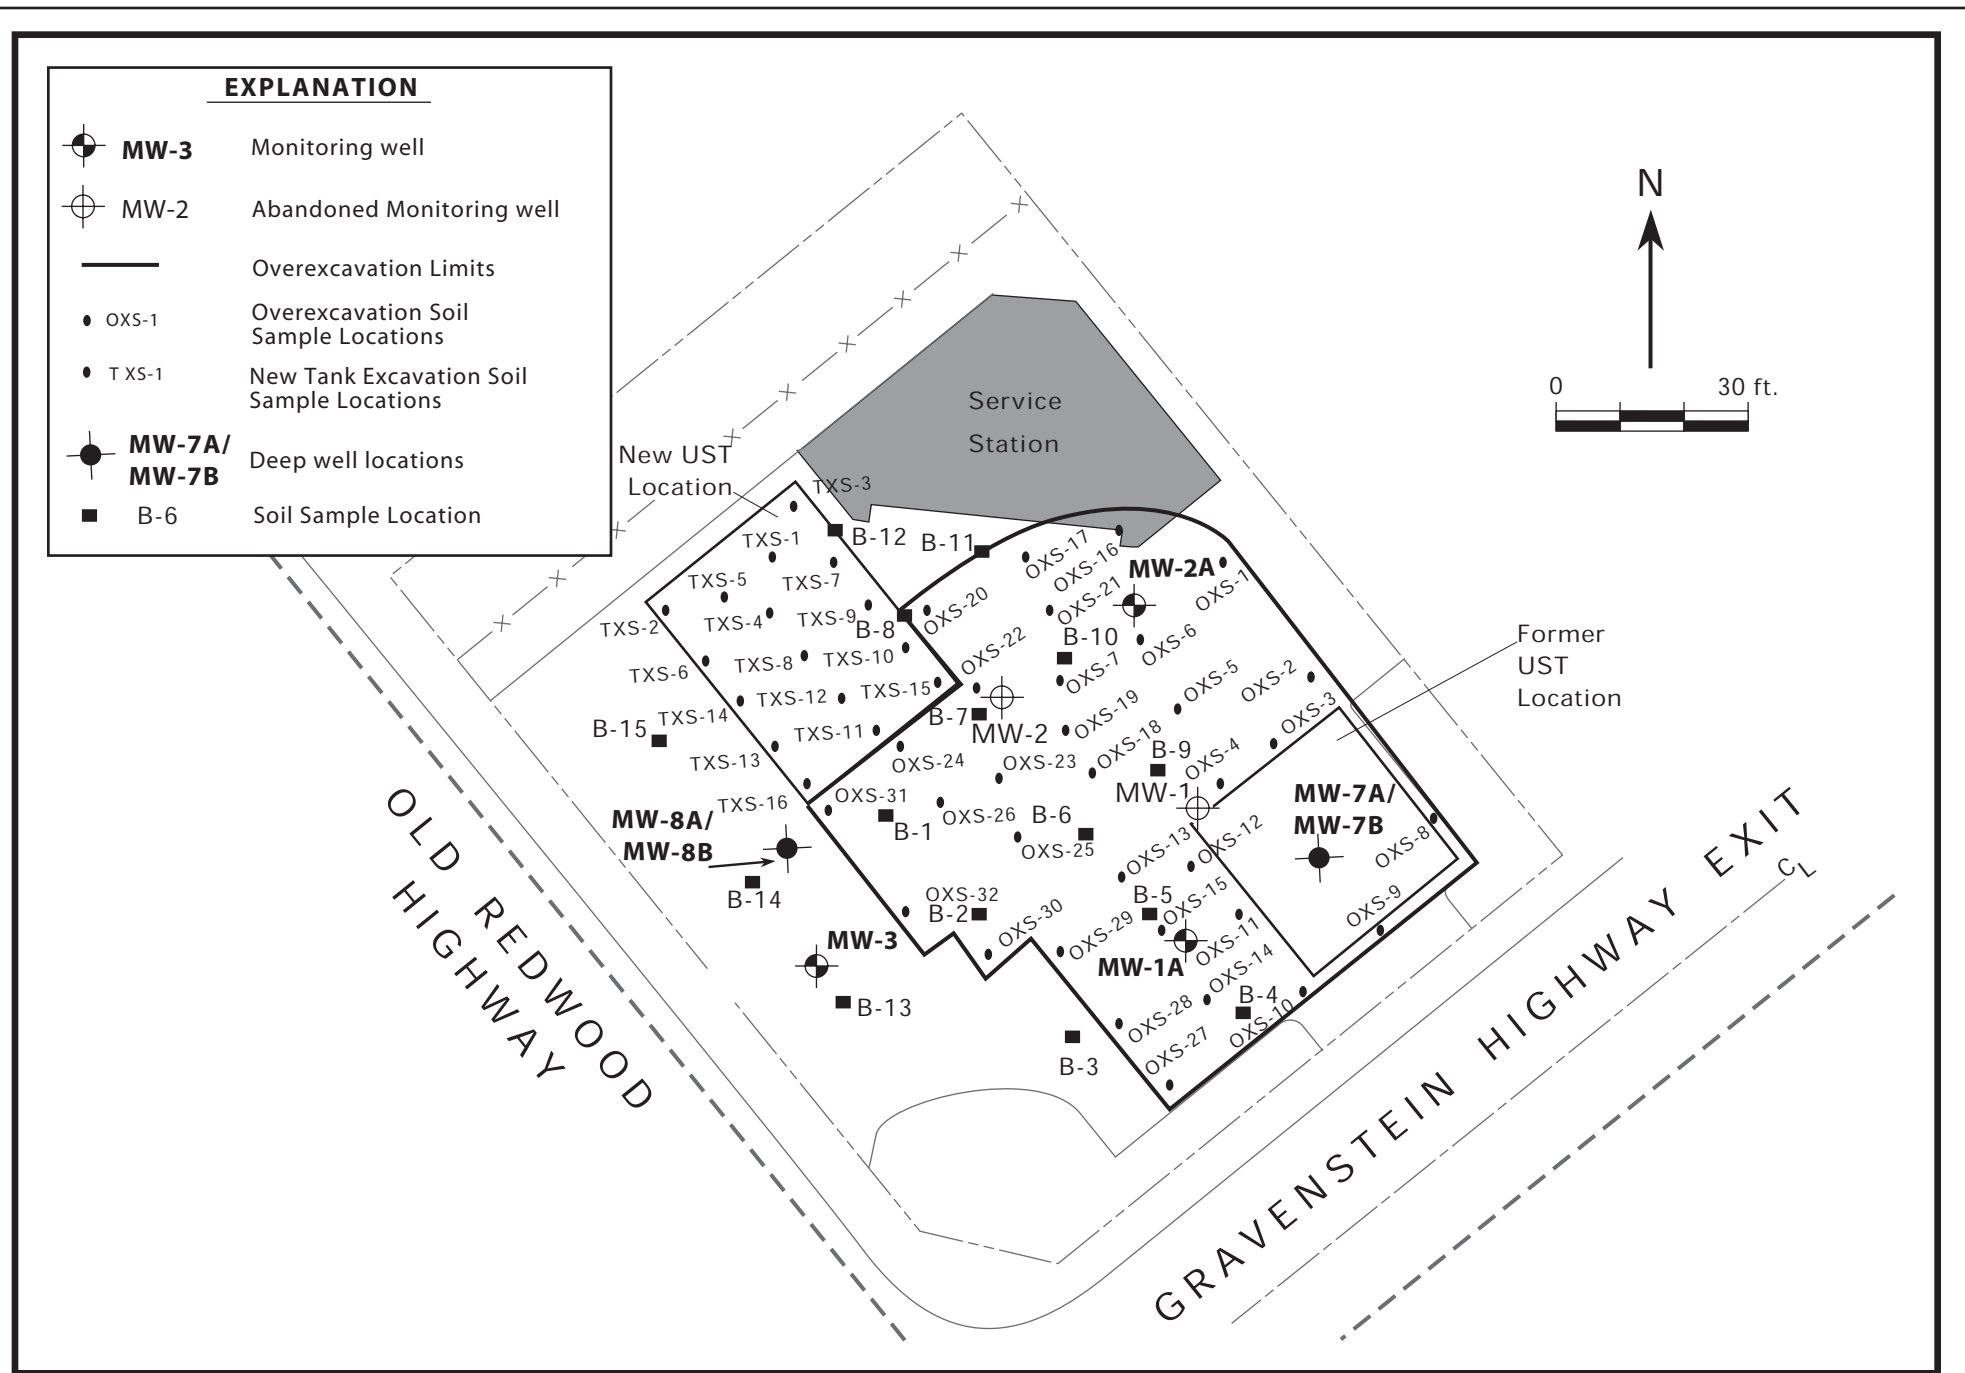 EXPLANATION
MW-3 Monitoring well
MW-2 Abandoned Monitoring well
Overexcavation Limits
OXS-1 Overexcavation Soil
Sample Locations
T XS-1 New Tank Excavation Soil
Sample Locations
MW-7A/
MW-7B
Deep well locations
B-6 Soil Sample Location
N
0 30 ft.
Service
Station
New UST
Location
TXS-3
TXS-1
B-12
B-11
OXS-17
OXS-16
MW-2A
TXS-5
TXS-7
OXS-1
OXS-21
OXS-20
TXS-2
TXS-4
TXS-9
B-8
B-10
OXS-6
Former
UST
Location
OXS-22
TXS-6
TXS-8
TXS-10
OXS-7
OXS-5
OXS-2
TXS-12
TXS-15
B-7
MW-2
OXS-19
OXS-3
B-15
TXS-14
TXS-11
OXS-18
B-9
TXS-13
OXS-24
OXS-23
OXS-4
MW-1
MW-7A/
MW-7B
TXS-16
OXS-31
OXS-26
B-6
MW-8A/
MW-8B
B-1
OXS-25
OXS-13
OXS-12
OXS-8
B-14
OXS-32
B-2
B-5
OXS-15
OXS-9
OXS-30
OXS-29
OXS-11
MW-3
MW-1A
OXS-14
B-13
B-4
OXS-28
OXS-10
OXS-27
B-3
OLD REDWOOD
HIGHWAY
GRAVENSTEIN HIGHWAY EXIT
CL